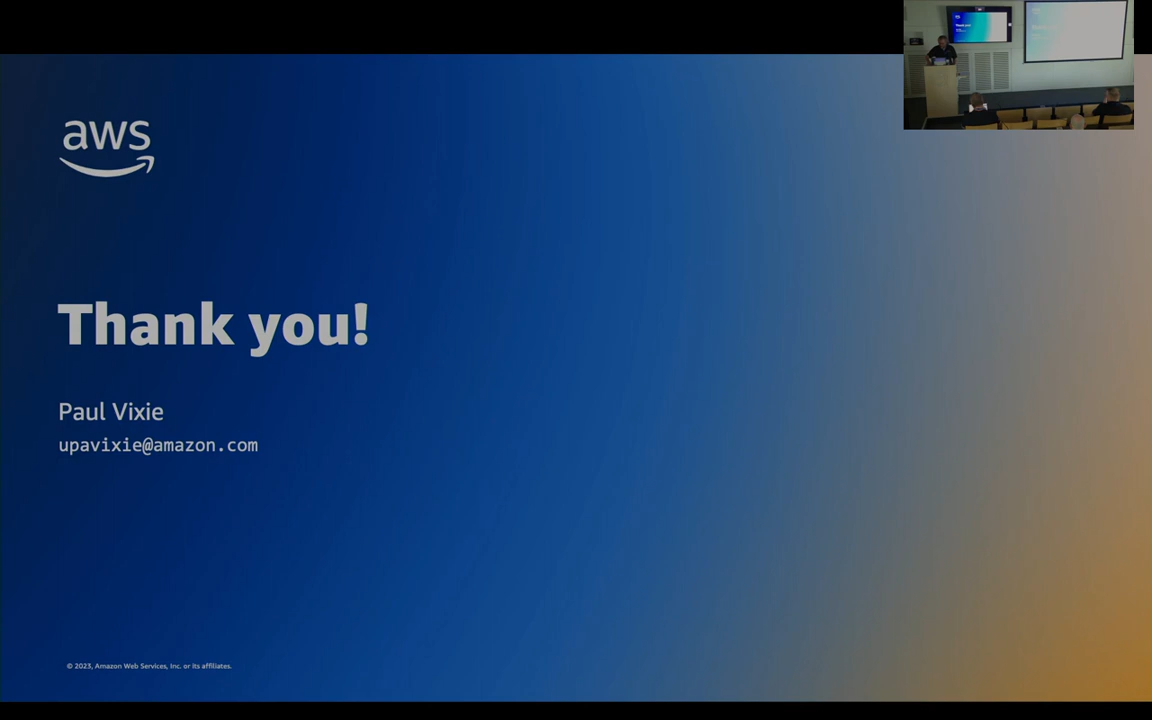 aws
Thank you!
Paul Vixie
upavixie@amazon.com
© 2023, Amazon Web Services, Inc. or its affiliates.